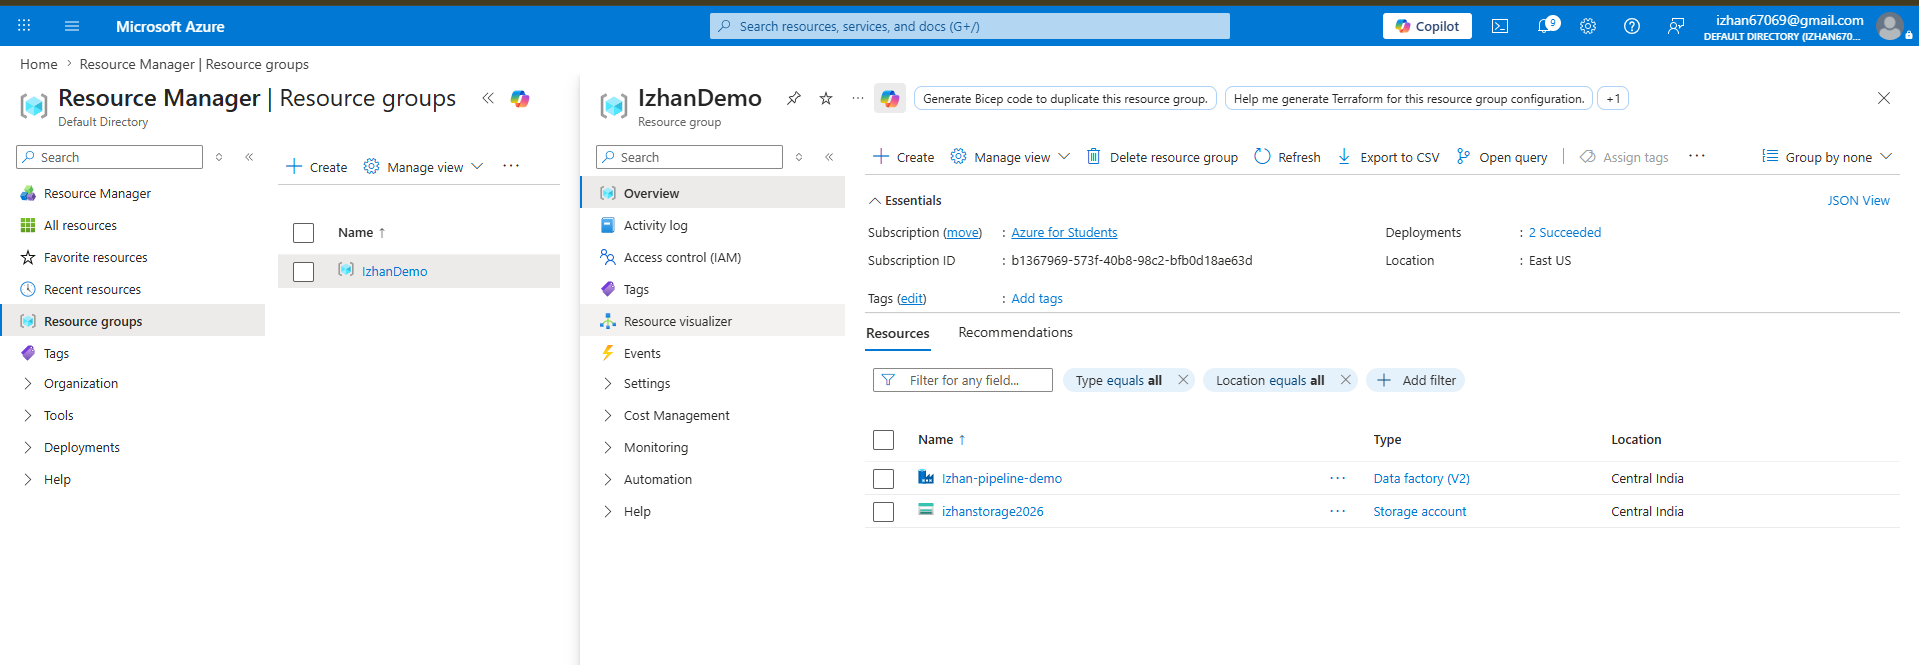 Microsoft Azure
Search resources, services, and docs (G+/)
Copilot
9
izhan67069@gmail.com
DEFAULT DIRECTORY (IZHAN670...
Home > Resource Manager | Resource groups
Resource Manager | Resource groups
Default Directory
Search
Resource Manager
All resources
Favorite resources
Recent resources
Resource groups
Tags
Organization
Tools
Deployments
Help
Create
Manage view
...
Name ↑
IzhanDemo
IzhanDemo
Resource group
...
Generate Bicep code to duplicate this resource group.
Help me generate Terraform for this resource group configuration.
+1
Search
Overview
Activity log
Access control (IAM)
Tags
Resource visualizer
Events
Settings
Cost Management
Monitoring
Automation
Help
Create
Manage view
Delete resource group
Refresh
Export to CSV
Open query
Assign tags
...
Group by none
Essentials
JSON View
Subscription (move) : Azure for Students
Deployments : 2 Succeeded
Subscription ID : b1367969-573f-40b8-98c2-bfb0d18ae63d
Location : East US
Tags (edit) : Add tags
Resources Recommendations
Filter for any field...
Type equals all
Location equals all
Add filter
Name ↑ Type Location
Izhan-pipeline-demo ... Data factory (V2) Central India
izhanstorage2026 ... Storage account Central India